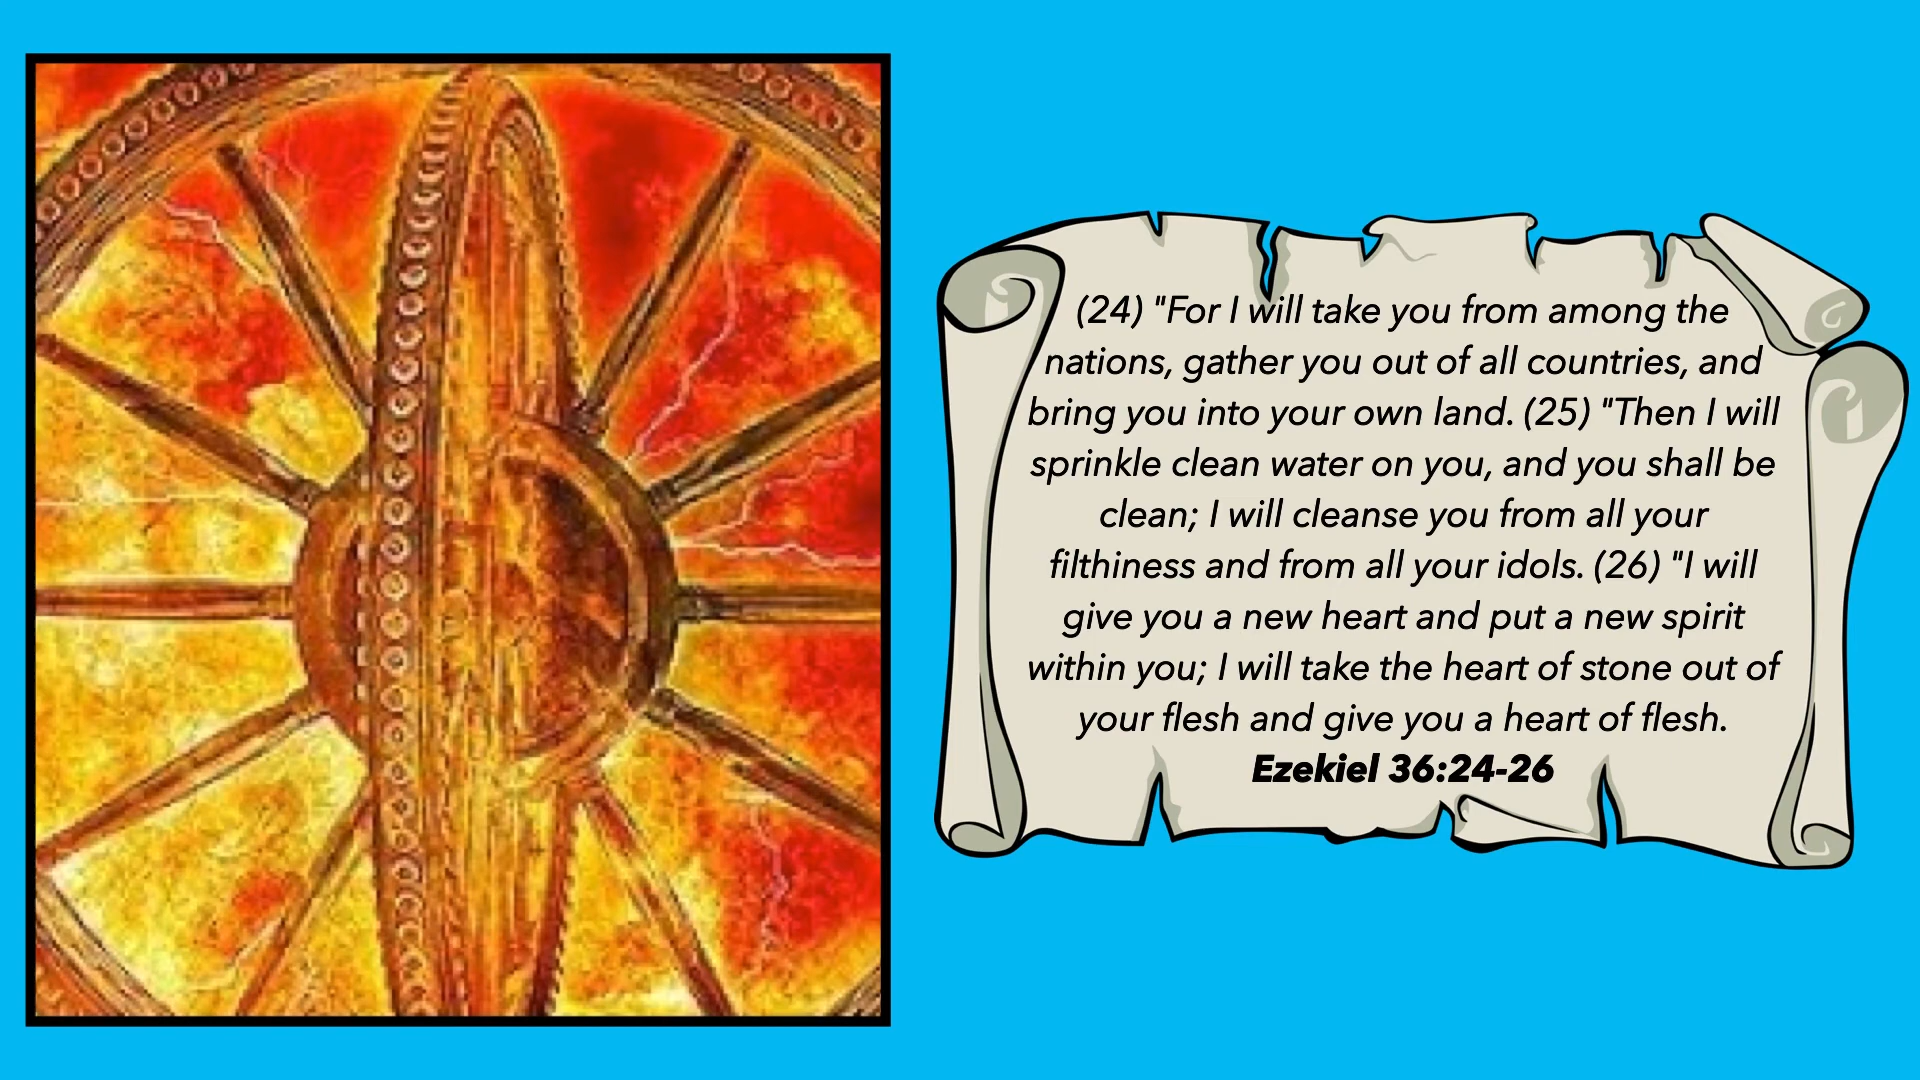 (24) "For I will take you from among the
nations, gather you out of all countries, and
bring you into your own land. (25) "Then I will
sprinkle clean water on you, and you shall be
clean; I will cleanse you from all your
filthiness and from all your idols. (26) "I will
give you a new heart and put a new spirit
within you; I will take the heart of stone out of
your flesh and give you a heart of flesh.
Ezekiel 36:24-26